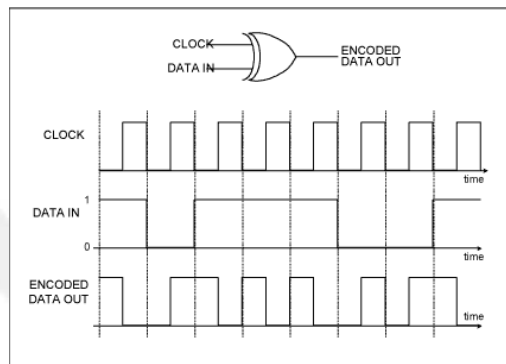 CLOCK
DATA IN
ENCODED
DATA OUT
CLOCK
time
DATA IN
1
0
time
ENCODED
DATA OUT
time